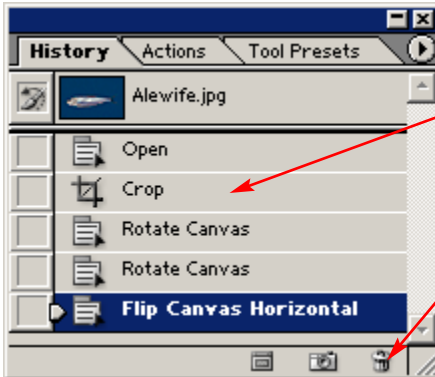 History Actions Tool Presets
Alewife.jpg
Open
Crop
Rotate Canvas
Rotate Canvas
Flip Canvas Horizontal